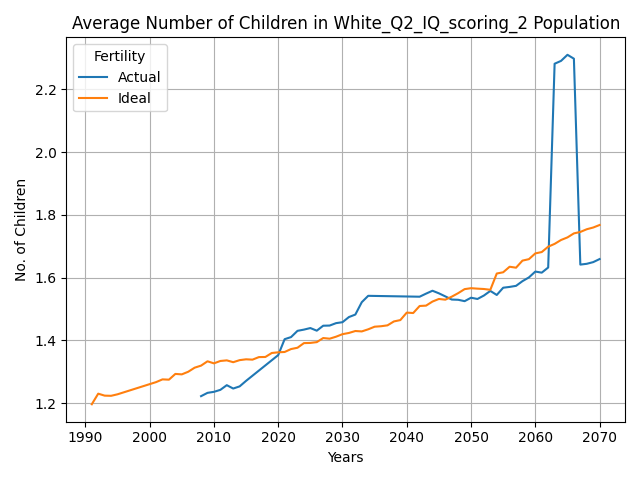 Average Number of Children in White_Q2_IQ_scoring_2 Population
Fertility
Actual
Ideal
No. of Children
2.2
2.0
1.8
1.6
1.4
1.2
1990 2000 2010 2020 2030 2040 2050 2060 2070
Years